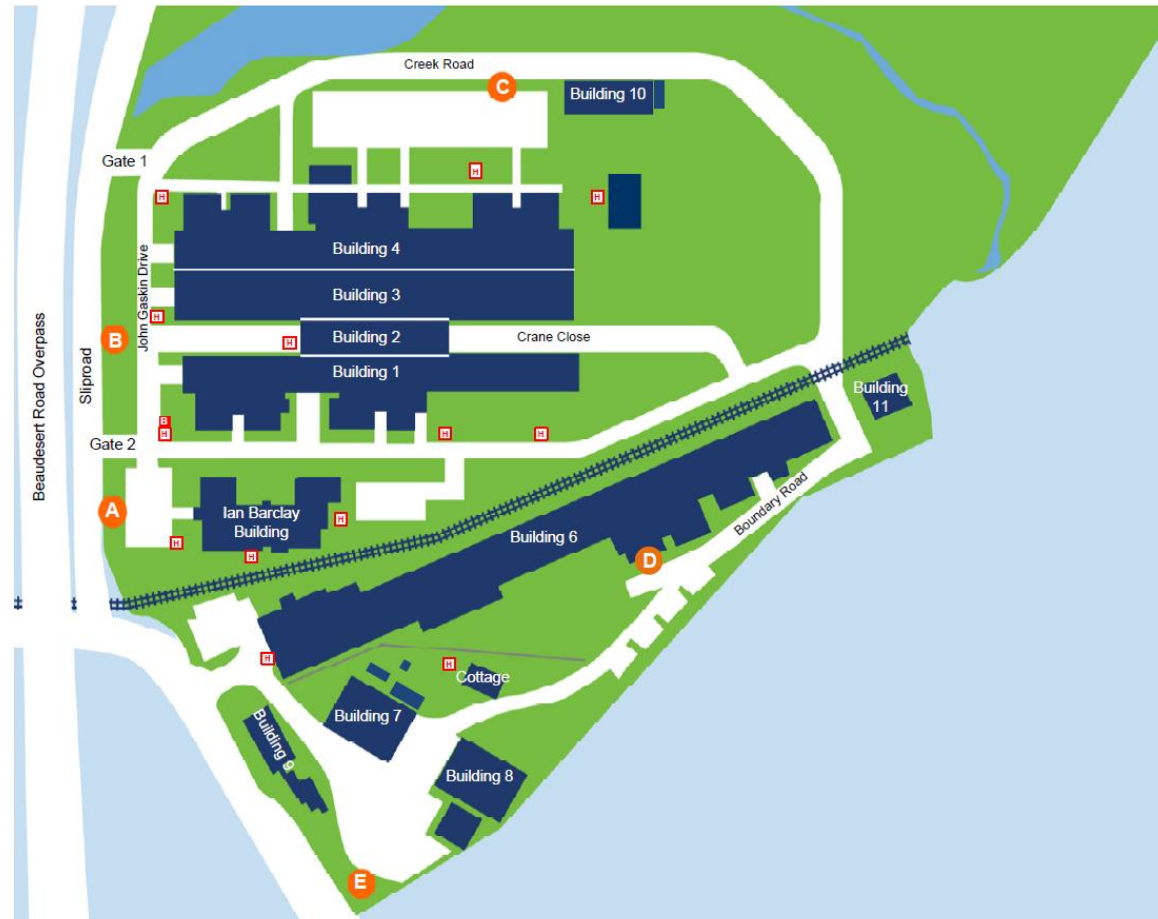 Creek Road
C
Building 10
Gate 1
H
H
H
Building 4
John Gaskin Drive
Building 3
H
B
Building 2
H
Crane Close
Beaudesert Road Overpass
Sliproad
Building 1
Building
11
B
H
H
H
Gate 2
A
Ian Barclay
Building
H
H
H
Boundary Road
Building 6
D
H
H
Cottage
Building 7
Building 9
Building 8
E